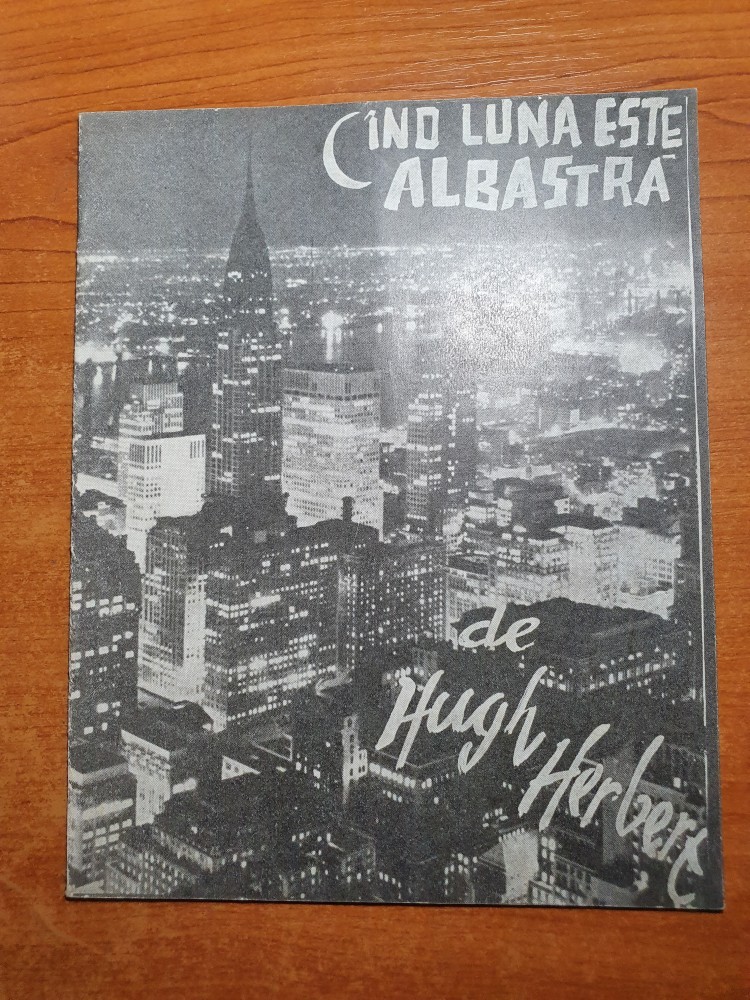 CÎND LUNA ESTE
ALBASTRĂ
de
Hugh
Herbert